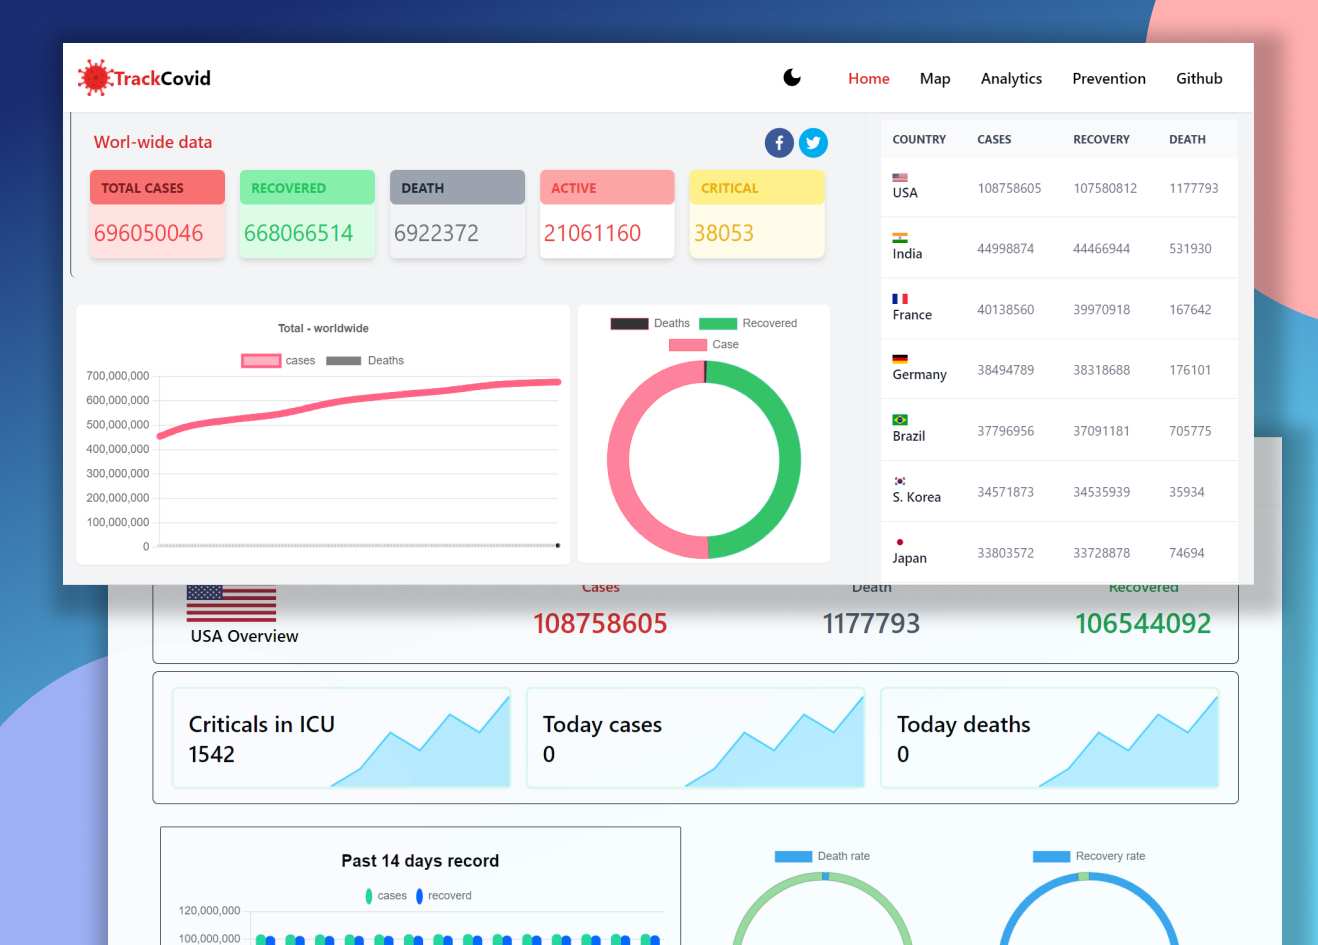 TrackCovid
Home Map Analytics Prevention Github
Worl-wide data
TOTAL CASES RECOVERED DEATH ACTIVE CRITICAL
696050046 668066514 6922372 21061160 38053
Total - worldwide
cases Deaths
700,000,000
600,000,000
500,000,000
400,000,000
300,000,000
200,000,000
100,000,000
0
Deaths Recovered
Case
COUNTRY CASES RECOVERY DEATH
USA 108758605 107580812 1177793
India 44998874 44466944 531930
France 40138560 39970918 167642
Germany 38494789 38318688 176101
Brazil 37796956 37091181 705775
S. Korea 34571873 34535939 35934
Japan 33803572 33728878 74694
Cases Death Recovered
USA Overview 108758605 1177793 106544092
Criticals in ICU
1542
Today cases
0
Today deaths
0
Past 14 days record
cases recoverd
120,000,000
100,000,000
Death rate
Recovery rate